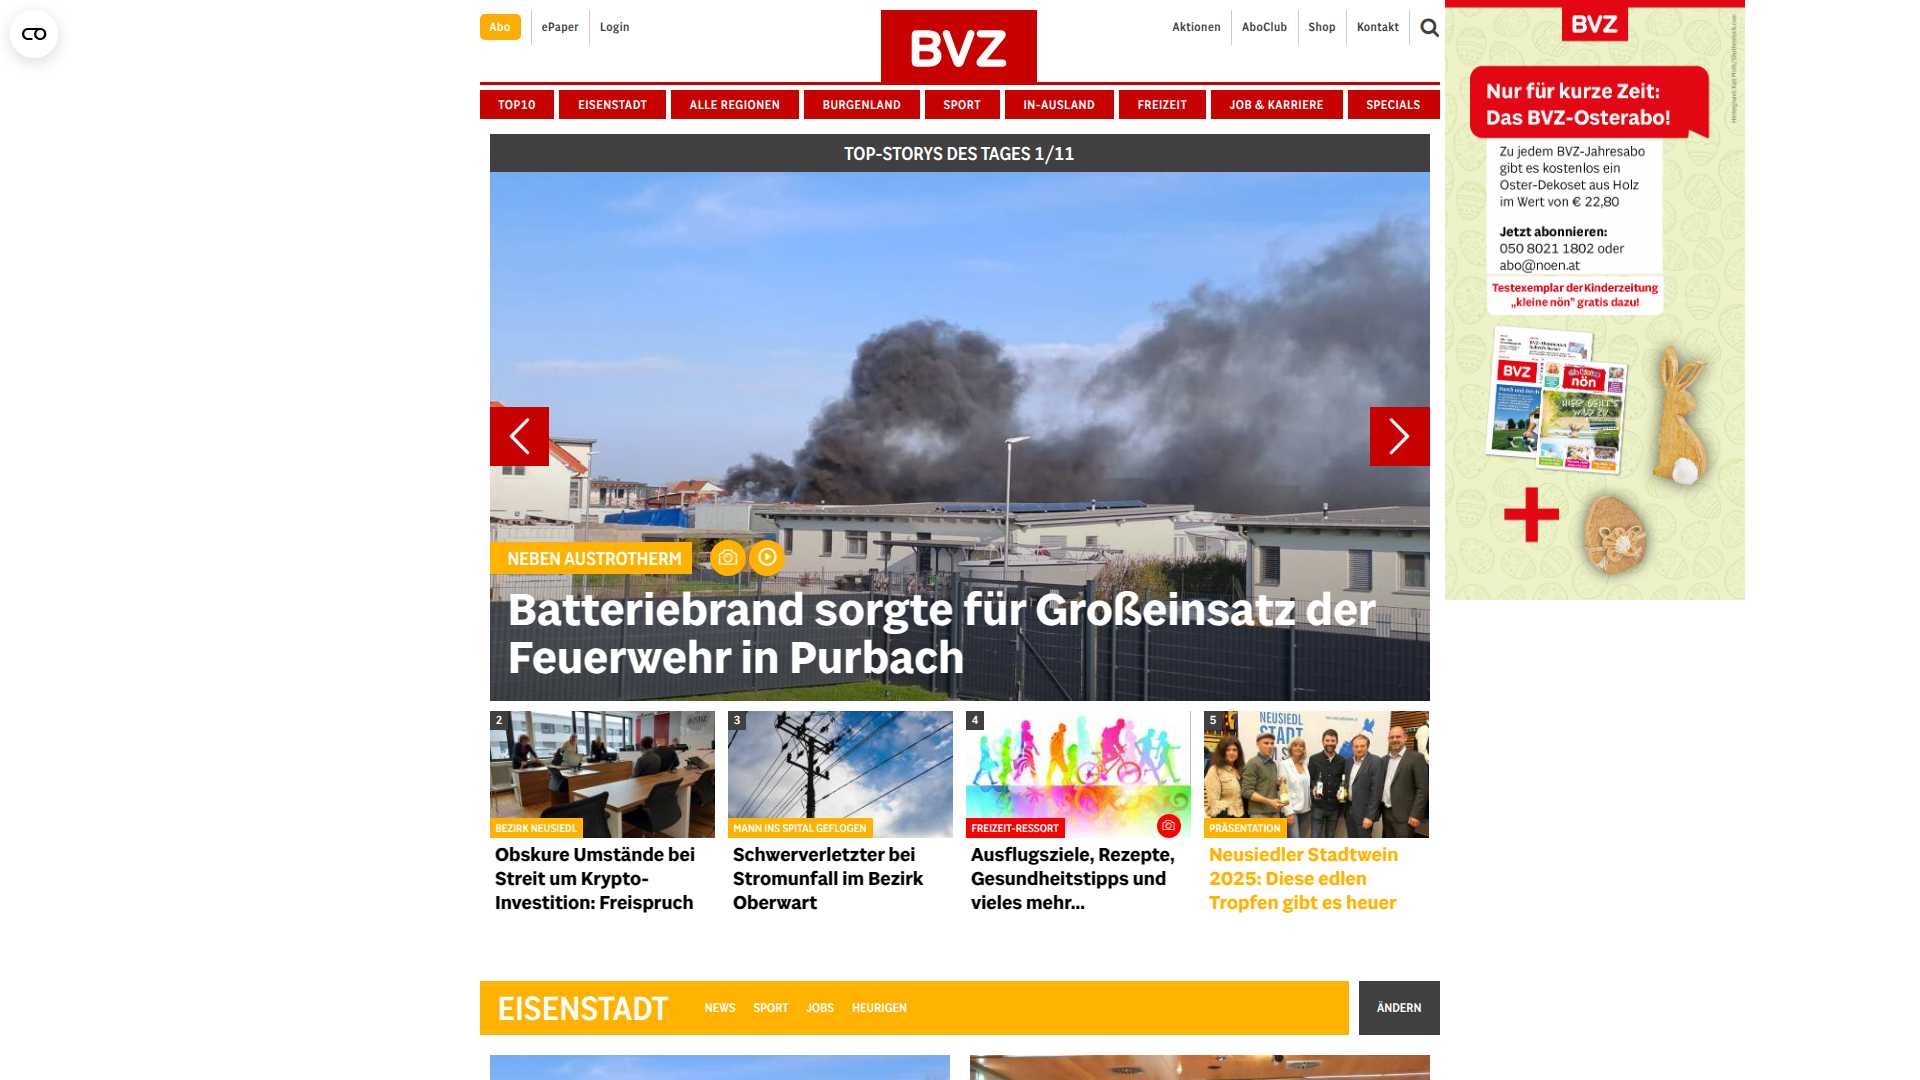 Abo
ePaper
Login
BVZ
Aktionen
AboClub
Shop
Kontakt
TOP10
EISENSTADT
ALLE REGIONEN
BURGENLAND
SPORT
IN-AUSLAND
FREIZEIT
JOB & KARRIERE
SPECIALS
TOP-STORYS DES TAGES 1/11
NEBEN AUSTROTHERM
Batteriebrand sorgte für Großeinsatz der
Feuerwehr in Purbach
2
BEZIRK NEUSIEDL
Obskure Umstände bei
Streit um Krypto-
Investition: Freispruch
3
MANN INS SPITAL GEFLOGEN
Schwerverletzter bei
Stromunfall im Bezirk
Oberwart
4
FREIZEIT-RESSORT
Ausflugsziele, Rezepte,
Gesundheitstipps und
vieles mehr...
5
NEUSIEDL
STADT
PRÄSENTATION
Neusiedler Stadtwein
2025: Diese edlen
Tropfen gibt es heuer
EISENSTADT
NEWS
SPORT
JOBS
HEURIGEN
ÄNDERN
BVZ
Nur für kurze Zeit:
Das BVZ-Osterabo!
Zu jedem BVZ-Jahresabo
gibt es kostenlos ein
Oster-Dekoset aus Holz
im Wert von € 22,80
Jetzt abonnieren:
050 8021 1802 oder
abo@noen.at
Testexemplar der Kinderzeitung
„kleine nön" gratis dazu!
BVZ
nön